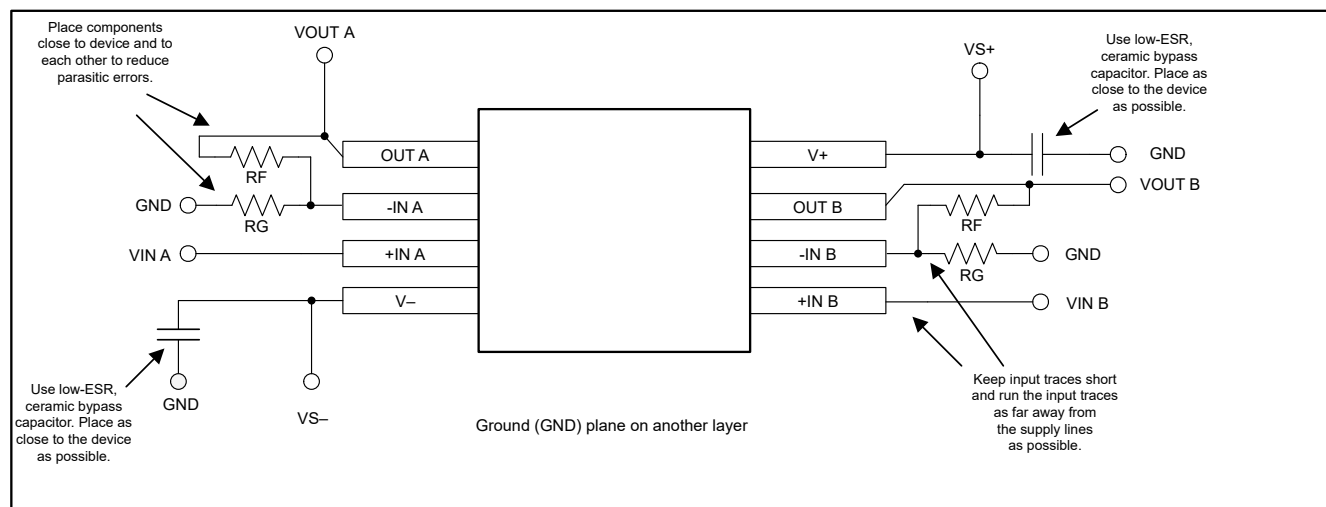 Place components
close to device and to
each other to reduce
parasitic errors.
VOUT A
VS+
Use low-ESR,
ceramic bypass
capacitor. Place as
close to the device
as possible.
OUT A
V+
GND
RF
VOUT B
GND
-IN A
OUT B
RG
RF
VIN A
+IN A
-IN B
GND
RG
V–
+IN B
VIN B
Use low-ESR,
ceramic bypass
capacitor. Place as
close to the device
as possible.
GND
VS–
Ground (GND) plane on another layer
Keep input traces short
and run the input traces
as far away from
the supply lines
as possible.